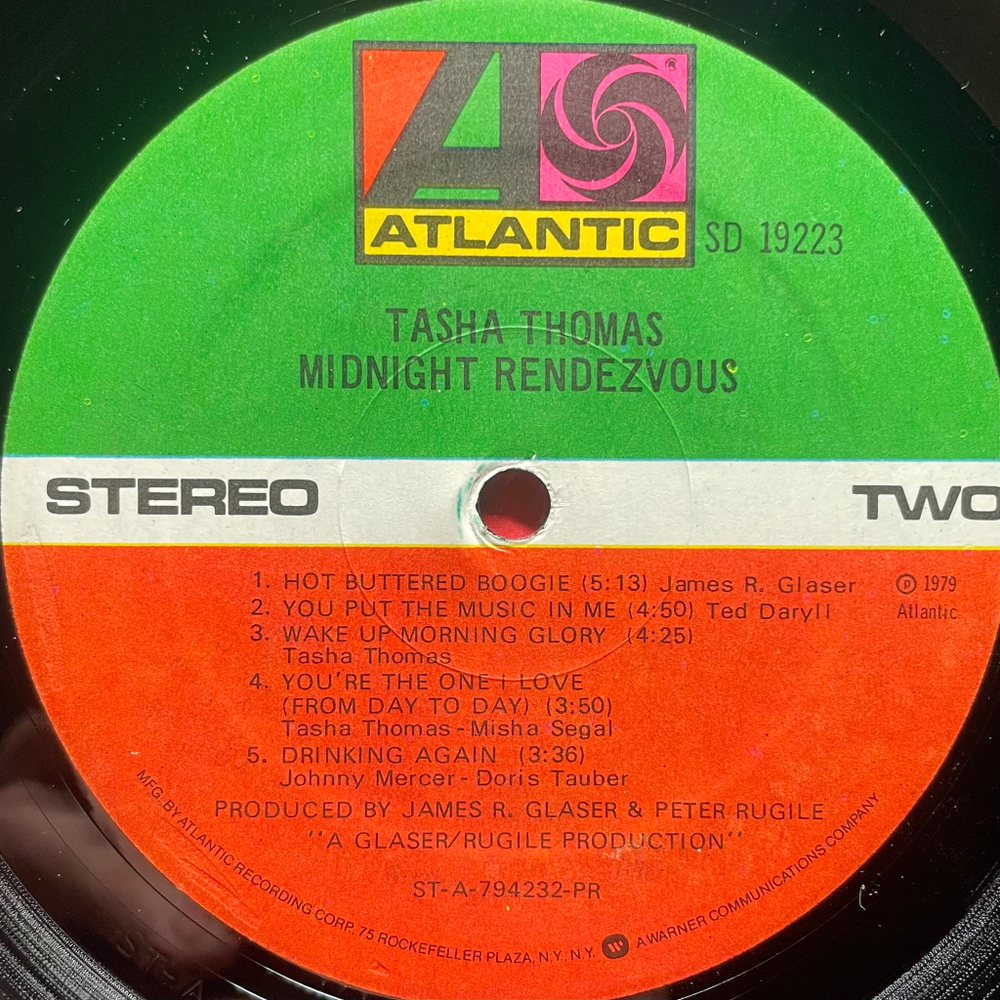 A
®
ATLANTIC
SD 19223
TASHA THOMAS
MIDNIGHT RENDEZVOUS
STEREO
TWO
1. HOT BUTTERED BOOGIE (5:13) James R. Glaser
2. YOU PUT THE MUSIC IN ME (4:50) Ted Daryll
℗ 1979
Atlantic
3. WAKE UP MORNING GLORY (4:25)
Tasha Thomas
4. YOU'RE THE ONE I LOVE
(FROM DAY TO DAY) (3:50)
Tasha Thomas - Misha Segal
5. DRINKING AGAIN (3:36)
Johnny Mercer - Doris Tauber
PRODUCED BY JAMES R. GLASER & PETER RUGILE
"A GLASER/RUGILE PRODUCTION"
ST-A-794232-PR
MFG. BY ATLANTIC RECORDING CORP. 75 ROCKEFELLER PLAZA, N.Y., N.Y. W A WARNER COMMUNICATIONS COMPANY